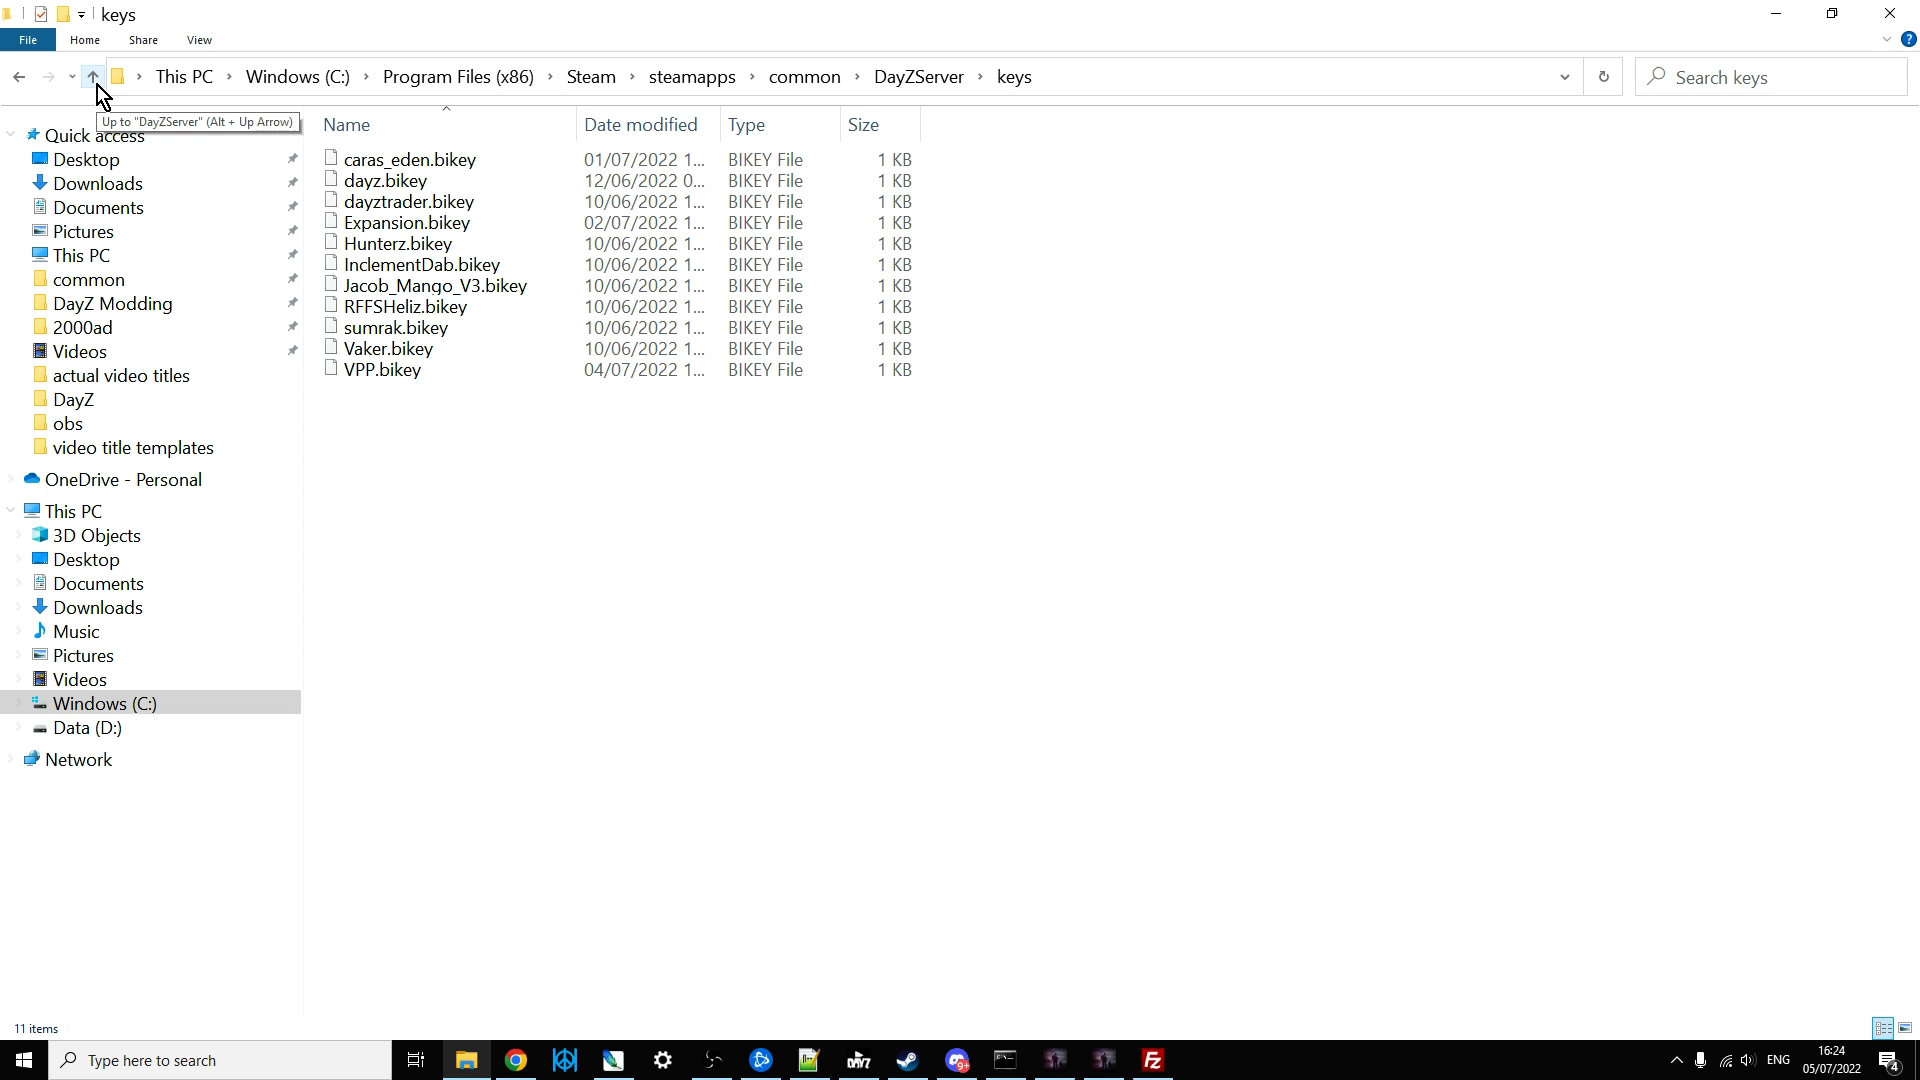 keys
File Home Share View
This PC Windows (C:) Program Files (x86) Steam steamapps common DayZServer keys
Search keys
Up to "DayZServer" (Alt + Up Arrow)
Name Date modified Type Size
Quick access
Desktop
Downloads
Documents
Pictures
This PC
common
DayZ Modding
2000ad
Videos
actual video titles
DayZ
obs
video title templates
OneDrive - Personal
This PC
3D Objects
Desktop
Documents
Downloads
Music
Pictures
Videos
Windows (C:)
Data (D:)
Network
caras_eden.bikey 01/07/2022 1... BIKEY File 1 KB
dayz.bikey 12/06/2022 0... BIKEY File 1 KB
dayztrader.bikey 10/06/2022 1... BIKEY File 1 KB
Expansion.bikey 02/07/2022 1... BIKEY File 1 KB
Hunterz.bikey 10/06/2022 1... BIKEY File 1 KB
InclementDab.bikey 10/06/2022 1... BIKEY File 1 KB
Jacob_Mango_V3.bikey 10/06/2022 1... BIKEY File 1 KB
RFFSHeliz.bikey 10/06/2022 1... BIKEY File 1 KB
sumrak.bikey 10/06/2022 1... BIKEY File 1 KB
Vaker.bikey 10/06/2022 1... BIKEY File 1 KB
VPP.bikey 04/07/2022 1... BIKEY File 1 KB
11 items
Type here to search
DAYZ
9+
FZ
ENG
16:24
05/07/2022
4